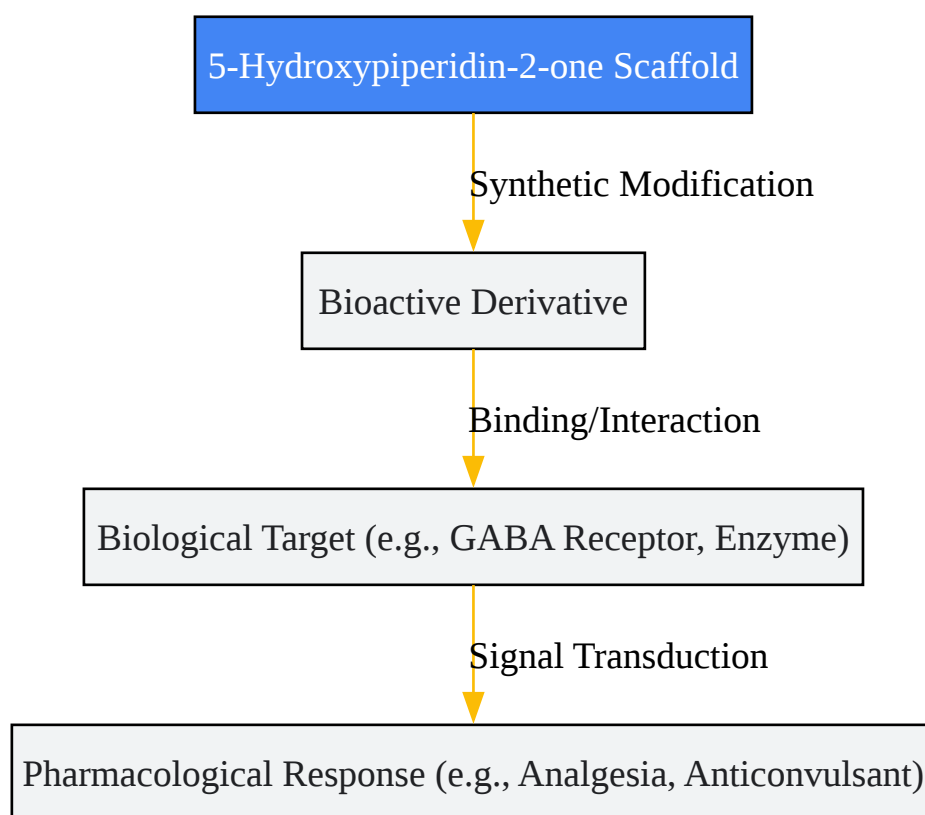 5-Hydroxypiperidin-2-one Scaffold
Synthetic Modification
Bioactive Derivative
Binding/Interaction
Biological Target (e.g., GABA Receptor, Enzyme)
Signal Transduction
Pharmacological Response (e.g., Analgesia, Anticonvulsant)